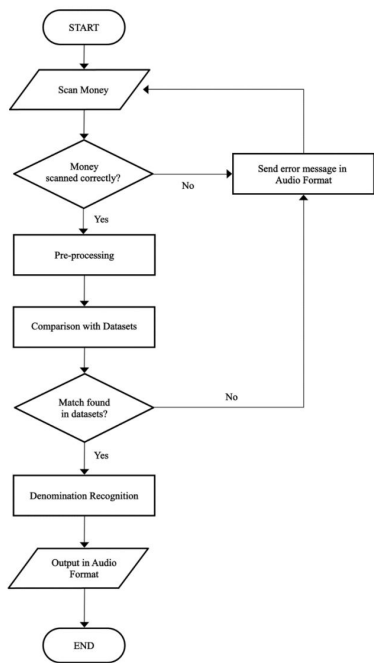 START
Scan Money
Money
scanned correctly?
No
Send error message in
Audio Format
Yes
Pre-processing
Comparison with Datasets
Match found
in datasets?
No
Yes
Denomination Recognition
Output in Audio
Format
END